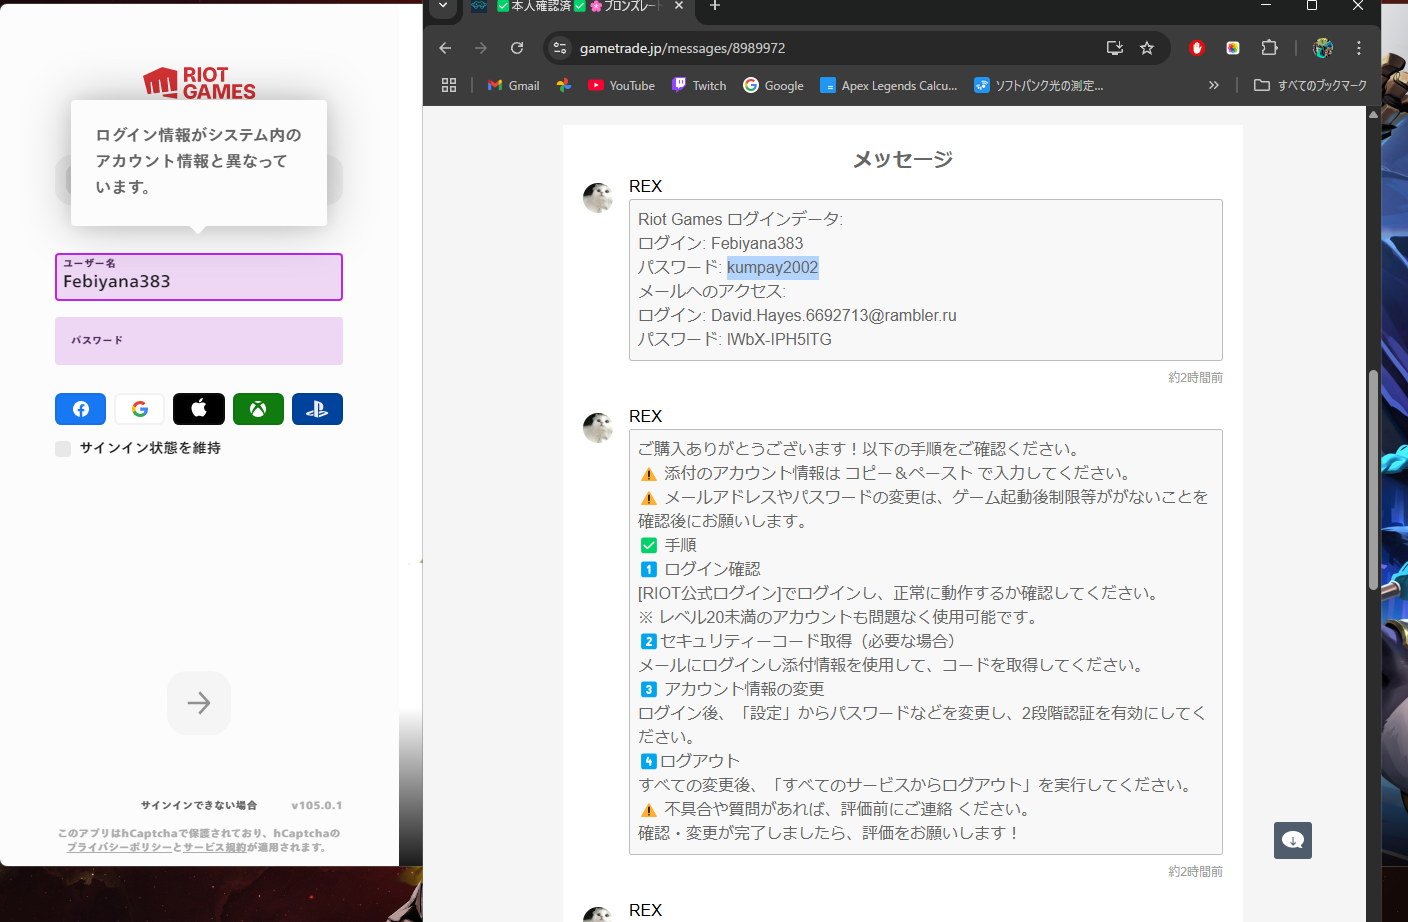 RIOT
GAMES
ログイン情報がシステム内の
アカウント情報と異なって
います。
ユーザー名
Febiyana383
パスワード
サインイン状態を維持
サインインできない場合
v105.0.1
このアプリはhCaptchaで保護されており、hCaptchaの
プライバシーポリシーとサービス規約が適用されます。
✅本人確認済✅🌸ブロンズレート
gametrade.jp/messages/8989972
Gmail
YouTube
Twitch
Google
Apex Legends Calcu...
ソフトバンク光の測定...
すべてのブックマーク
メッセージ
REX
Riot Games ログインデータ:
ログイン: Febiyana383
パスワード: kumpay2002
メールへのアクセス:
ログイン: David.Hayes.6692713@rambler.ru
パスワード: IWbX-IPH5ITG
約2時間前
REX
ご購入ありがとうございます！以下の手順をご確認ください。
⚠️ 添付のアカウント情報は コピー＆ペースト で入力してください。
⚠️ メールアドレスやパスワードの変更は、ゲーム起動後制限等ががないことを
確認後にお願いします。
✅ 手順
1️⃣ ログイン確認
[RIOT公式ログイン]でログインし、正常に動作するか確認してください。
※ レベル20未満のアカウントも問題なく使用可能です。
2️⃣セキュリティーコード取得（必要な場合）
メールにログインし添付情報を使用して、コードを取得してください。
3️⃣ アカウント情報の変更
ログイン後、「設定」からパスワードなどを変更し、2段階認証を有効にしてく
ださい。
4️⃣ログアウト
すべての変更後、「すべてのサービスからログアウト」を実行してください。
⚠️ 不具合や質問があれば、評価前にご連絡 ください。
確認・変更が完了しましたら、評価をお願いします！
約2時間前
REX